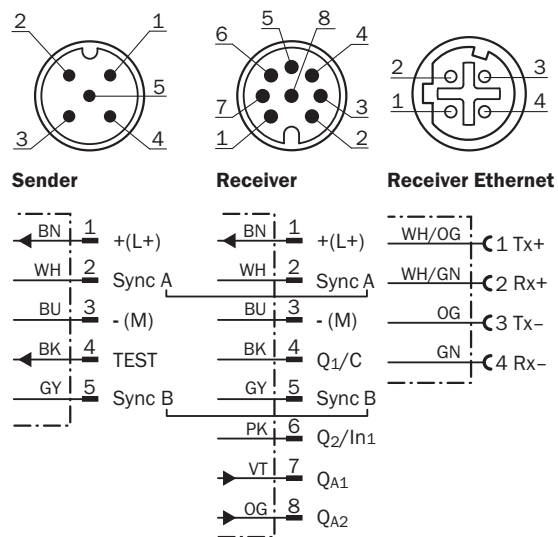 2 1
5
3 4
5 8
6 4
7 3
1 2
2 3
1 4
Sender
BN 1 +(L+)
WH 2 Sync A
BU 3 - (M)
BK 4 TEST
GY 5 Sync B
Receiver
BN 1 +(L+)
WH 2 Sync A
BU 3 - (M)
BK 4 Q1/C
GY 5 Sync B
PK 6 Q2/In1
VT 7 QA1
OG 8 QA2
Receiver Ethernet
WH/OG 1 Tx+
WH/GN 2 Rx+
OG 3 Tx–
GN 4 Rx–